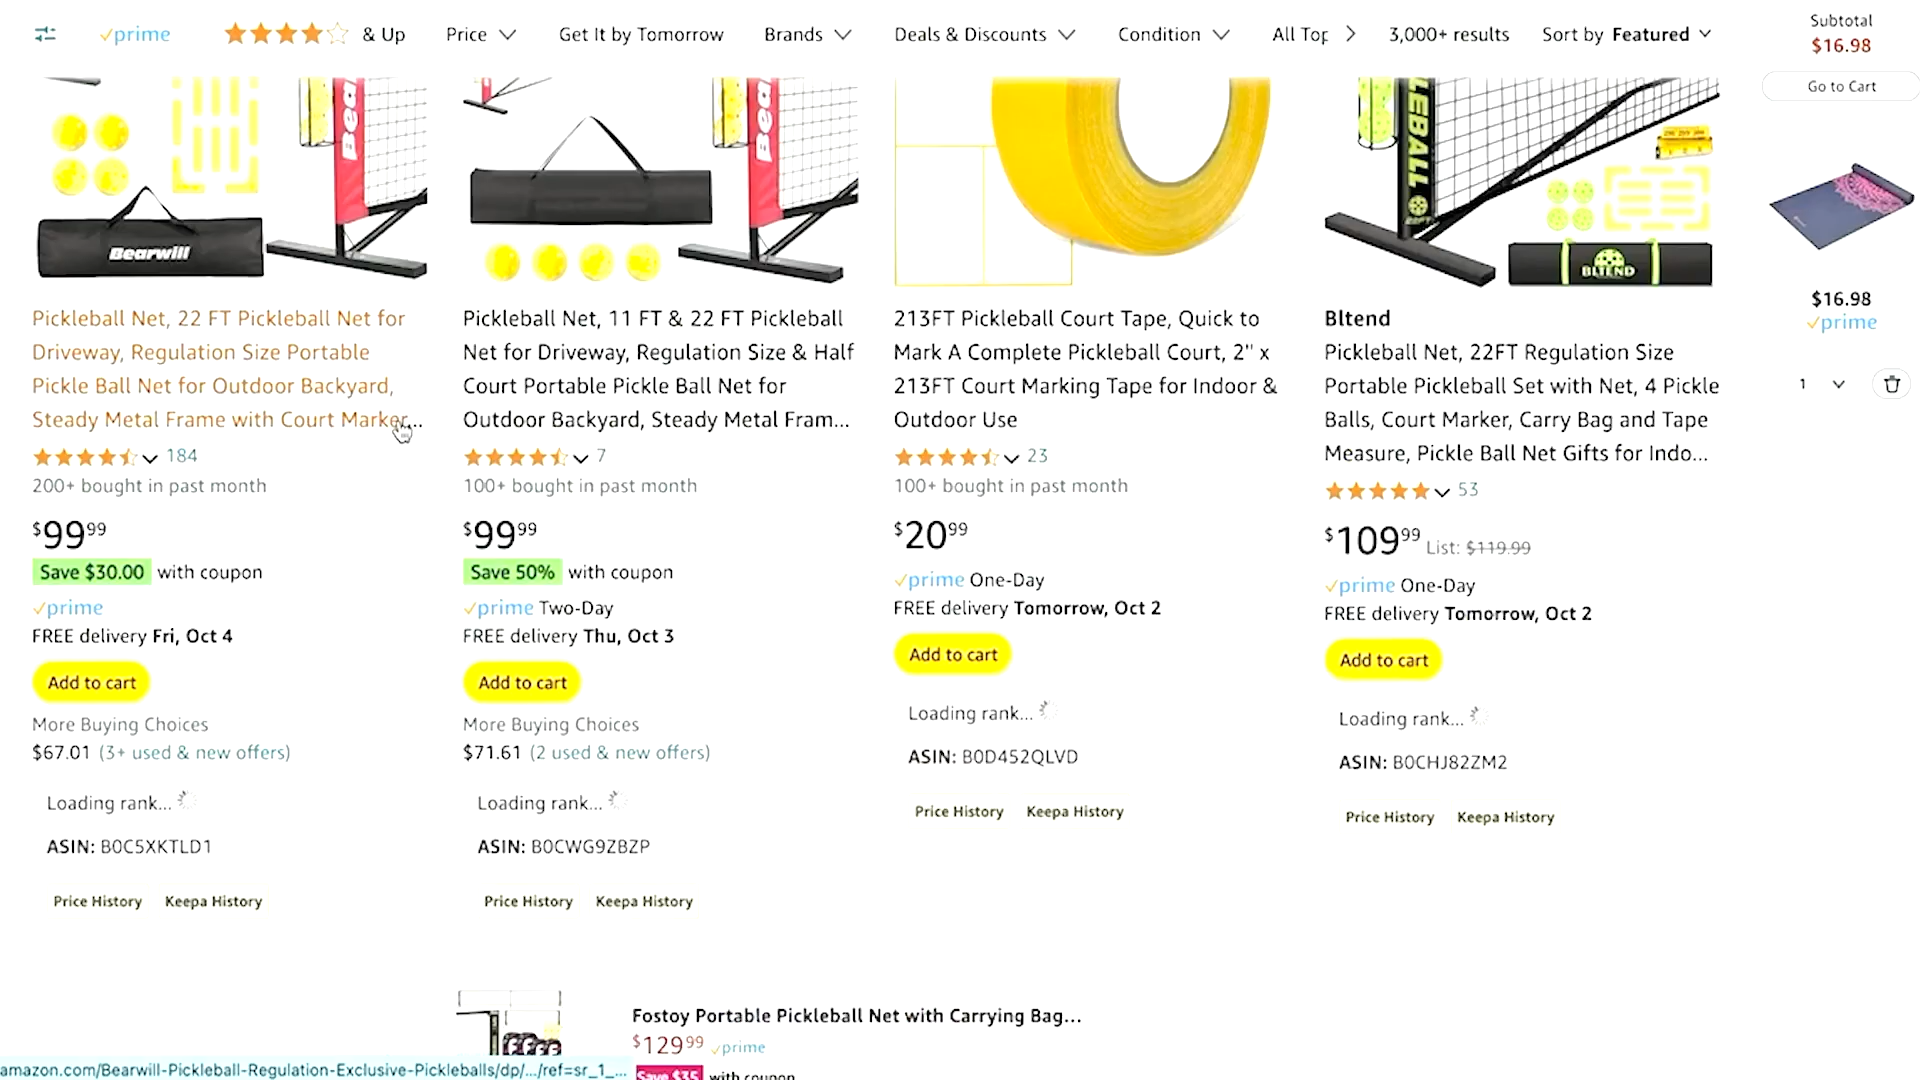 prime
& Up
Price
Get It by Tomorrow
Brands
Deals & Discounts
Condition
All Top
3,000+ results
Sort by Featured
Subtotal
$16.98
Go to Cart
Bea
Bea
LEBALL
Bearwill
BLTEND
Pickleball Net, 22 FT Pickleball Net for
Driveway, Regulation Size Portable
Pickle Ball Net for Outdoor Backyard,
Steady Metal Frame with Court Marker...
184
200+ bought in past month
$99 99
Save $30.00 with coupon
prime
FREE delivery Fri, Oct 4
Add to cart
More Buying Choices
$67.01 (3+ used & new offers)
Loading rank...
ASIN: B0C5XKTLD1
Price History Keepa History
Pickleball Net, 11 FT & 22 FT Pickleball
Net for Driveway, Regulation Size & Half
Court Portable Pickle Ball Net for
Outdoor Backyard, Steady Metal Fram...
7
100+ bought in past month
$99 99
Save 50% with coupon
prime Two-Day
FREE delivery Thu, Oct 3
Add to cart
More Buying Choices
$71.61 (2 used & new offers)
Loading rank...
ASIN: B0CWG9ZBZP
Price History Keepa History
213FT Pickleball Court Tape, Quick to
Mark A Complete Pickleball Court, 2" x
213FT Court Marking Tape for Indoor &
Outdoor Use
23
100+ bought in past month
$20 99
prime One-Day
FREE delivery Tomorrow, Oct 2
Add to cart
Loading rank...
ASIN: B0D452QLVD
Price History Keepa History
Bltend
Pickleball Net, 22FT Regulation Size
Portable Pickleball Set with Net, 4 Pickle
Balls, Court Marker, Carry Bag and Tape
Measure, Pickle Ball Net Gifts for Indo...
53
$109 99 List: $119.99
prime One-Day
FREE delivery Tomorrow, Oct 2
Add to cart
Loading rank...
ASIN: B0CHJ82ZM2
Price History Keepa History
$16.98
prime
1
Fostoy Portable Pickleball Net with Carrying Bag...
$129 99 prime
Save $35 with coupon
amazon.com/Bearwill-Pickleball-Regulation-Exclusive-Pickleballs/dp/.../ref=sr_1_...